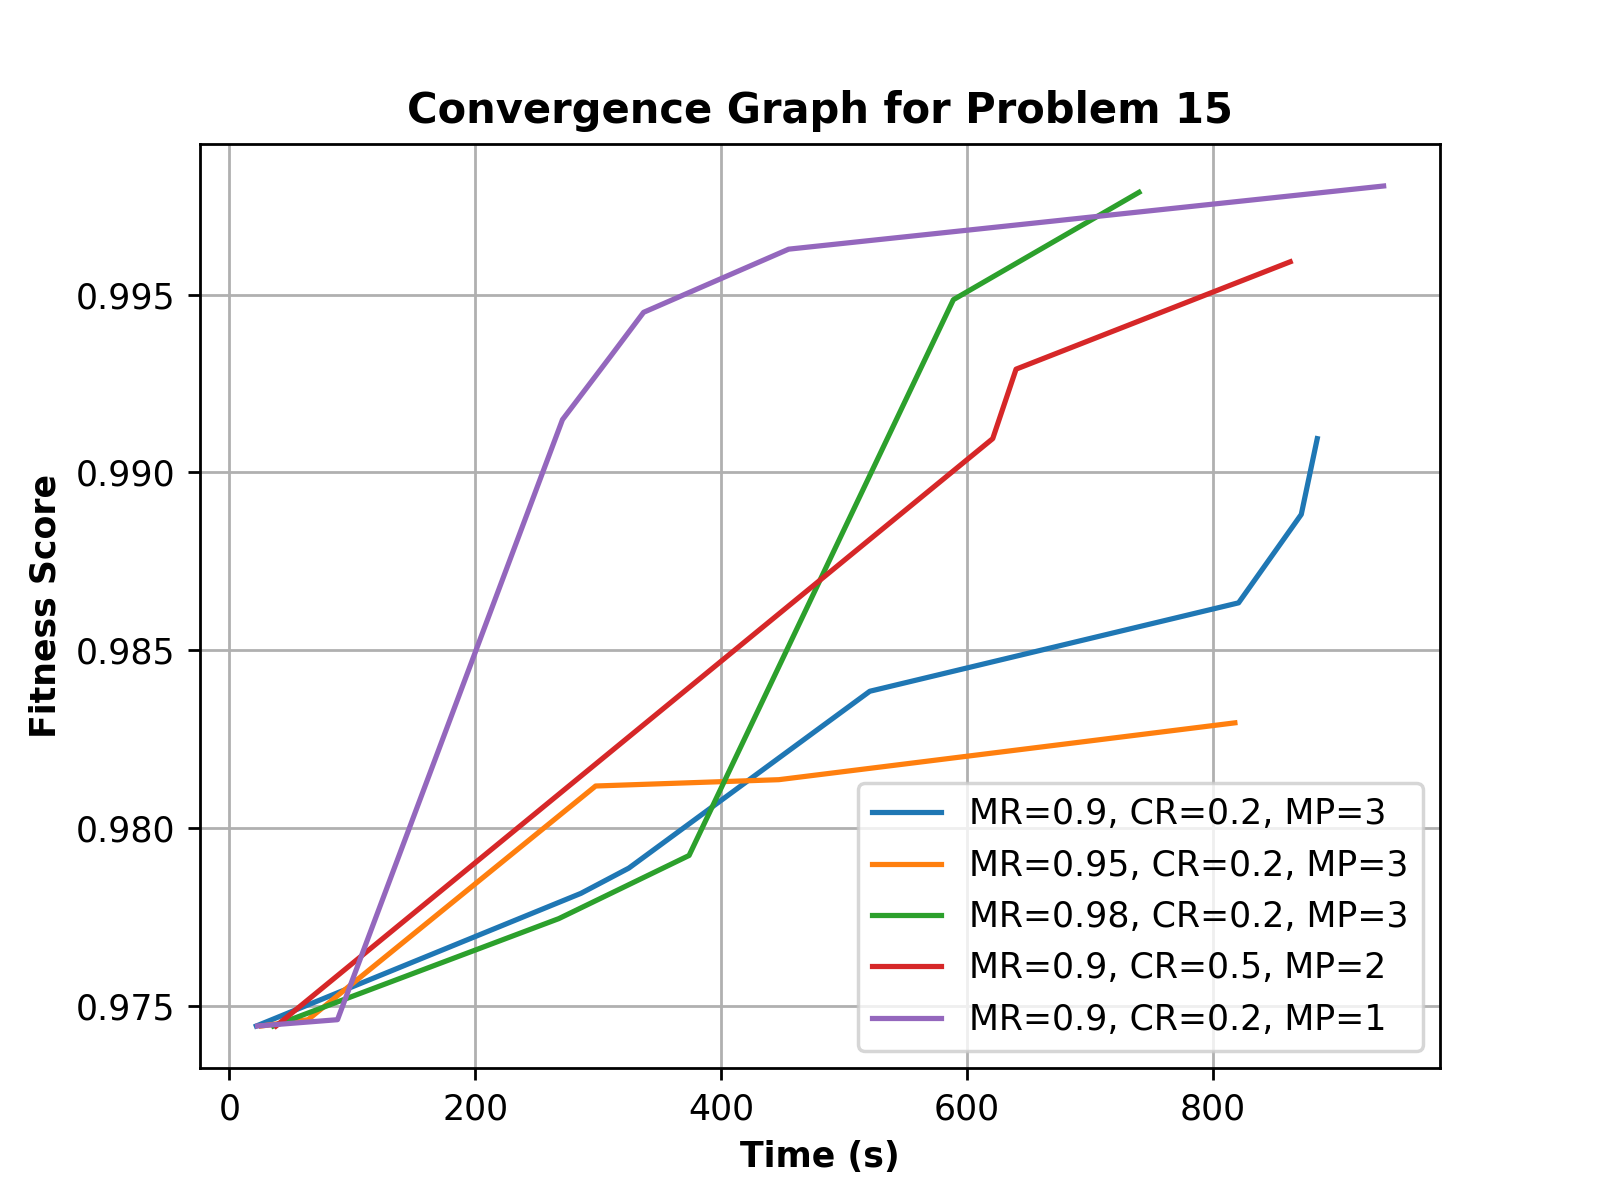 Convergence Graph for Problem 15
Fitness Score
0.995
0.990
0.985
0.980
0.975
MR=0.9, CR=0.2, MP=3
MR=0.95, CR=0.2, MP=3
MR=0.98, CR=0.2, MP=3
MR=0.9, CR=0.5, MP=2
MR=0.9, CR=0.2, MP=1
0 200 400 600 800
Time (s)